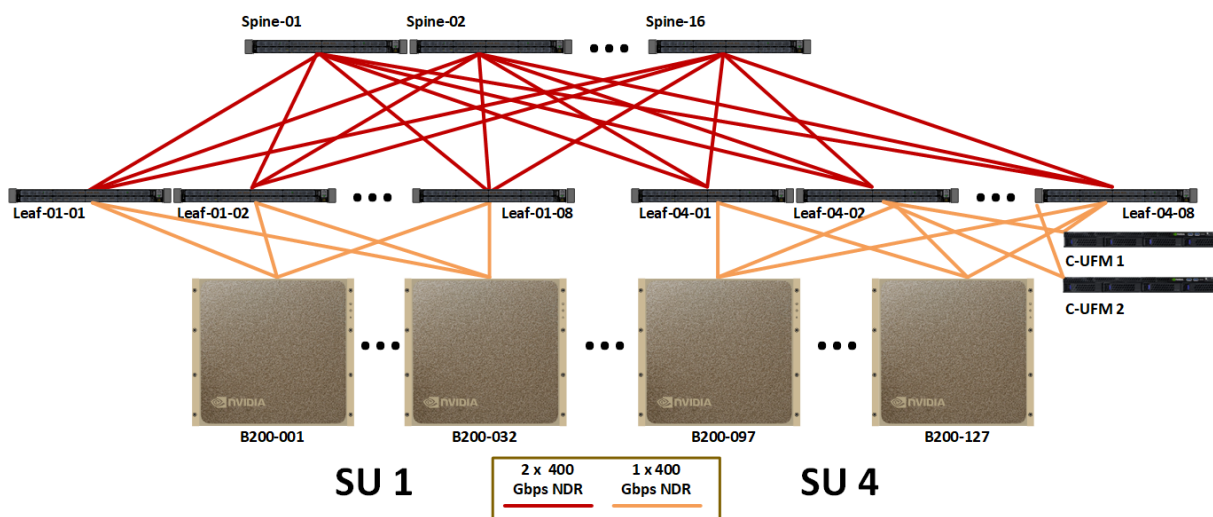 Spine-01
Spine-02
Spine-16
Leaf-01-01
Leaf-01-02
Leaf-01-08
Leaf-04-01
Leaf-04-02
Leaf-04-08
C-UFM 1
C-UFM 2
NVIDIA
NVIDIA
NVIDIA
NVIDIA
B200-001
B200-032
B200-097
B200-127
SU 1
2 x 400
Gbps NDR
1 x 400
Gbps NDR
SU 4